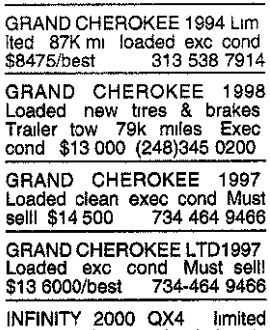 GRAND CHEROKEE 1994 Lim
ited 87K mi loaded exc cond
$8475/best 313 538 7914
GRAND CHEROKEE 1998
Loaded new tires & brakes
Trailer tow 79k miles Exec
cond $13 000 (248)345 0200
GRAND CHEROKEE 1997
Loaded clean exec cond Must
sell! $14 500 734 464 9466
GRAND CHEROKEE LTD1997
Loaded exc cond Must sell!
$13 6000/best 734-464 9466
INFINITY 2000 QX4 limited